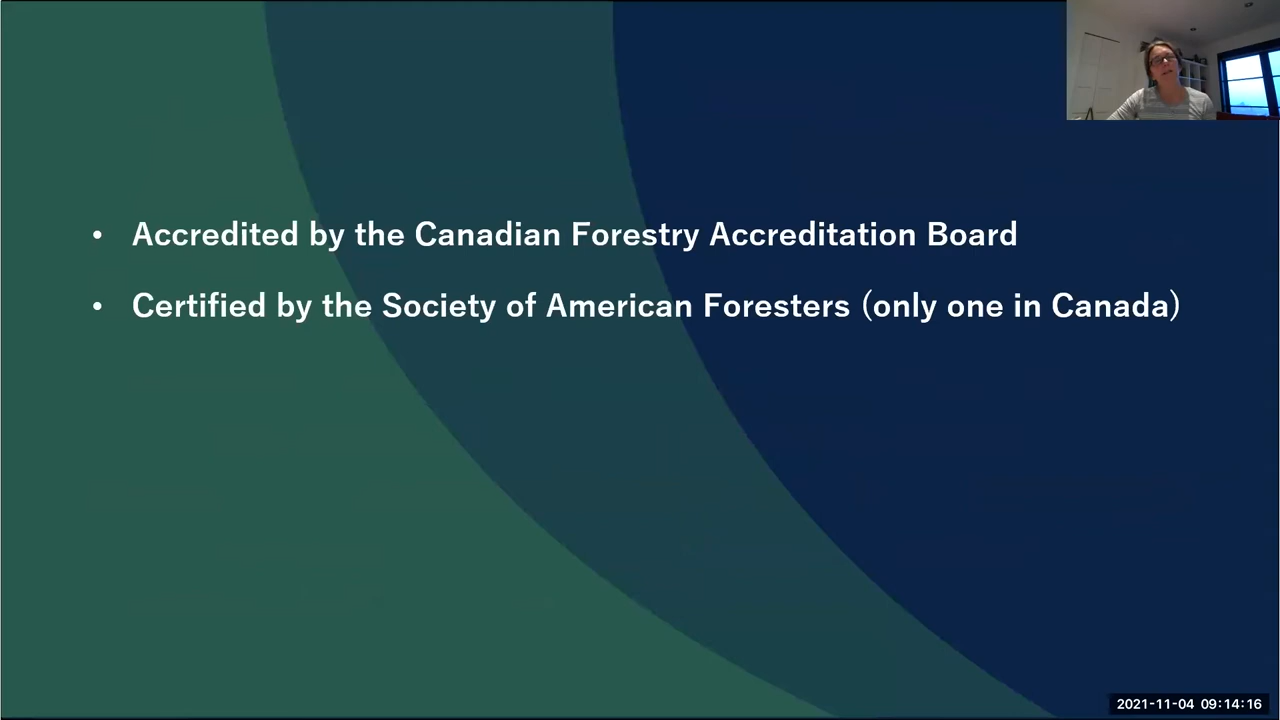 • Accredited by the Canadian Forestry Accreditation Board
• Certified by the Society of American Foresters (only one in Canada)
2021-11-04 09:14:16